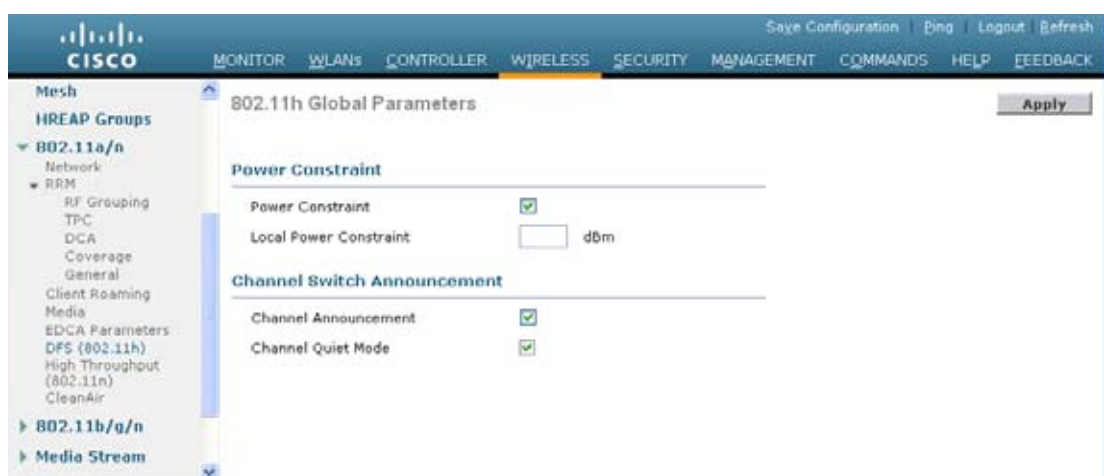 Save Configuration | Ping | Logout | Refresh
CISCO
MONITOR WLANs CONTROLLER WIRELESS SECURITY MANAGEMENT COMMANDS HELP FEEDBACK
Mesh
HREAP Groups
802.11a/n
Network
RRM
RF Grouping
TPC
DCA
Coverage
General
Client Roaming
Media
EDCA Parameters
DFS (802.11h)
High Throughput
(802.11n)
CleanAir
802.11b/g/n
Media Stream
802.11h Global Parameters
Apply
Power Constraint
Power Constraint
Local Power Constraint dBm
Channel Switch Announcement
Channel Announcement
Channel Quiet Mode